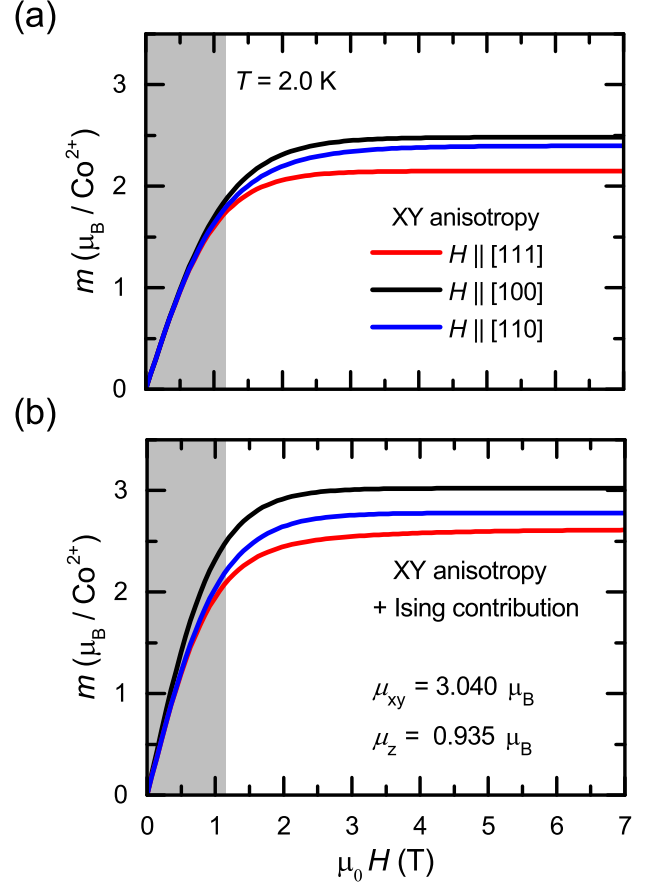 (a)
3
2
1
0
m (μB / Co2+)
T = 2.0 K
XY anisotropy
H || [111]
H || [100]
H || [110]
(b)
3
2
1
0
m (μB / Co2+)
XY anisotropy
+ Ising contribution
μxy = 3.040 μB
μz = 0.935 μB
0 1 2 3 4 5 6 7
μ0 H (T)